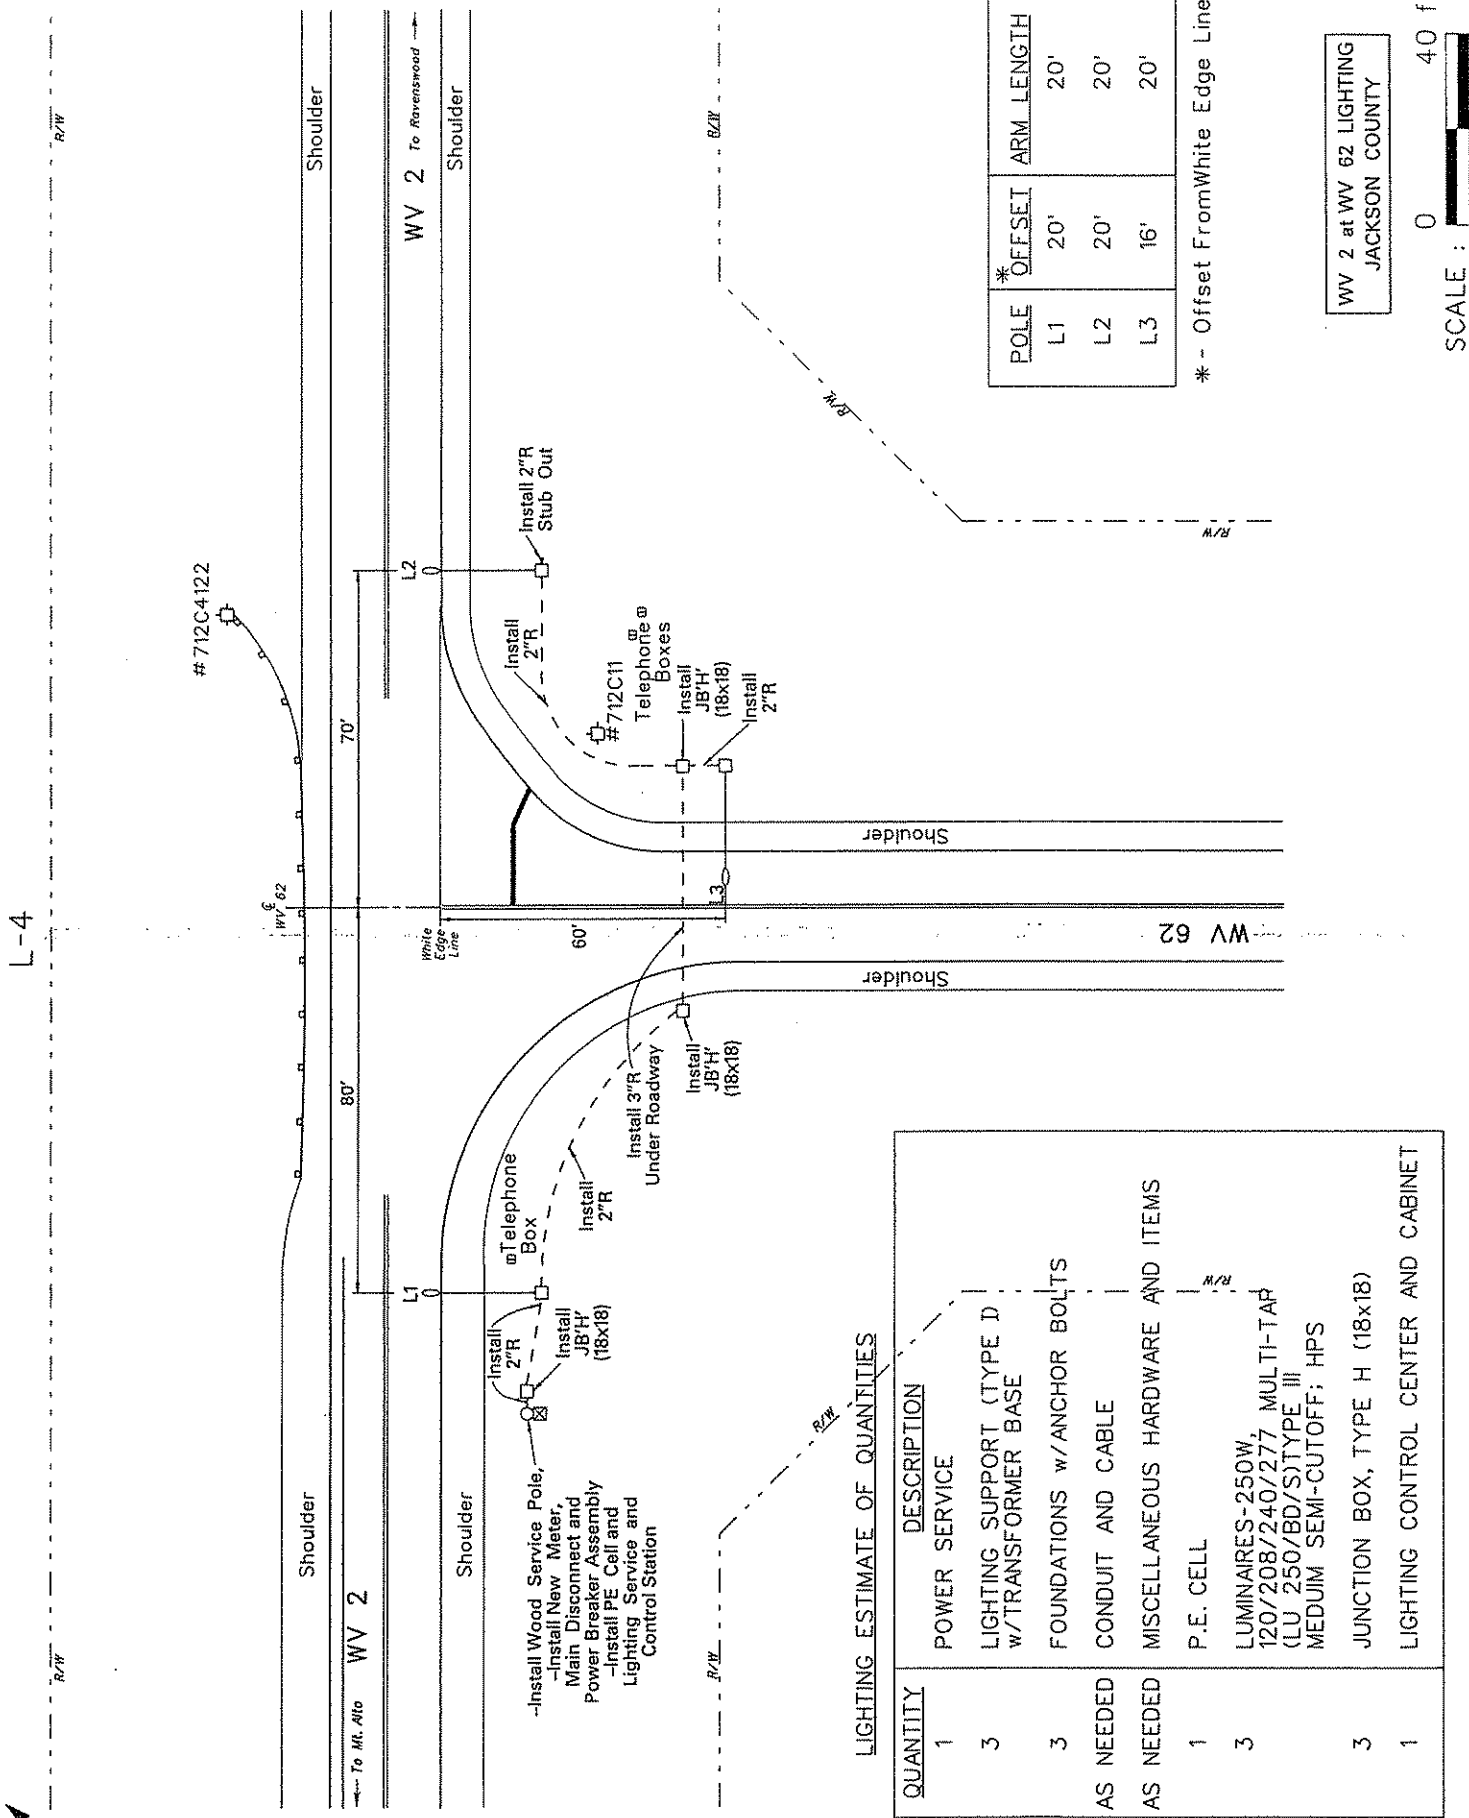 L-4
R/W
R/W
#712C4122
Shoulder
Shoulder
℄
WV 62
80'
70'
← To Mt. Alto WV 2
WV 2 To Ravenswood →
White
Edge
Line
L1
L2
Shoulder
Shoulder
60'
L3
Install
2"R
Install
JB'H'
(18x18)
Telephone
Box
Install
2"R
Install 3"R
Under Roadway
Install
JB'H'
(18x18)
Install
2"R
Install 2"R
Stub Out
#712C11
Telephone
Boxes
Install
JB'H'
(18x18)
Install
2"R
-Install Wood Service Pole,
-Install New Meter,
Main Disconnect and
Power Breaker Assembly
-Install PE Cell and
Lighting Service and
Control Station
Shoulder
Shoulder
WV 62
R/W
R/W
R/W
R/W
R/W
R/W
LIGHTING ESTIMATE OF QUANTITIES
QUANTITY DESCRIPTION
1 POWER SERVICE
3 LIGHTING SUPPORT (TYPE D
w/TRANSFORMER BASE
3 FOUNDATIONS w/ANCHOR BOLTS
AS NEEDED CONDUIT AND CABLE
AS NEEDED MISCELLANEOUS HARDWARE AND ITEMS
1 P.E. CELL
3 LUMINARES-250W,
120/208/240/277 MULTI-TAP
(LU 250/BD/S)TYPE III
MEDUIM SEMI-CUTOFF; HPS
3 JUNCTION BOX, TYPE H (18x18)
1 LIGHTING CONTROL CENTER AND CABINET
POLE *OFFSET ARM LENGTH
L1 20' 20'
L2 20' 20'
L3 16' 20'
*- Offset FromWhite Edge Line
WV 2 at WV 62 LIGHTING
JACKSON COUNTY
SCALE : 0 40 f